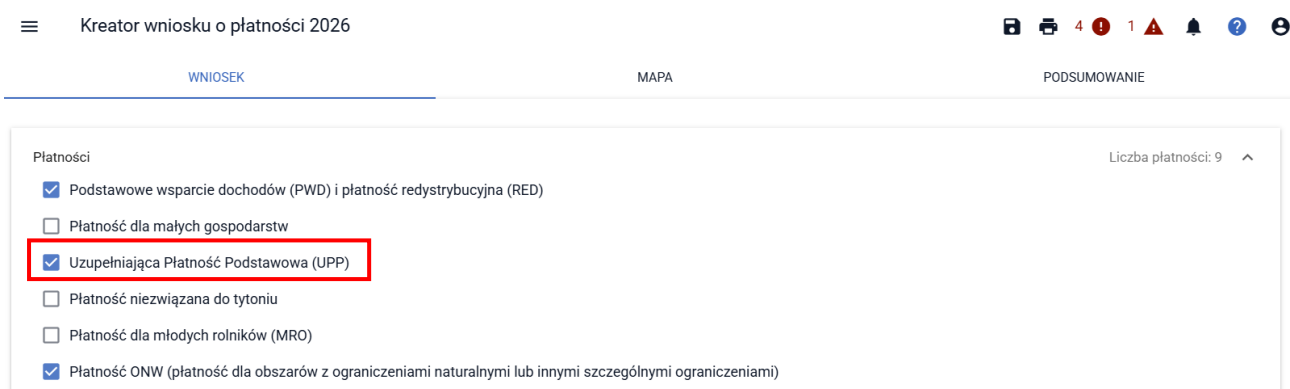 Kreator wniosku o płatności 2026
4 1
WNIOSEK MAPA PODSUMOWANIE
Płatności Liczba płatności: 9
Podstawowe wsparcie dochodów (PWD) i płatność redystrybucyjna (RED)
Płatność dla małych gospodarstw
Uzupełniająca Płatność Podstawowa (UPP)
Płatność niezwiązana do tytoniu
Płatność dla młodych rolników (MRO)
Płatność ONW (płatność dla obszarów z ograniczeniami naturalnymi lub innymi szczególnymi ograniczeniami)